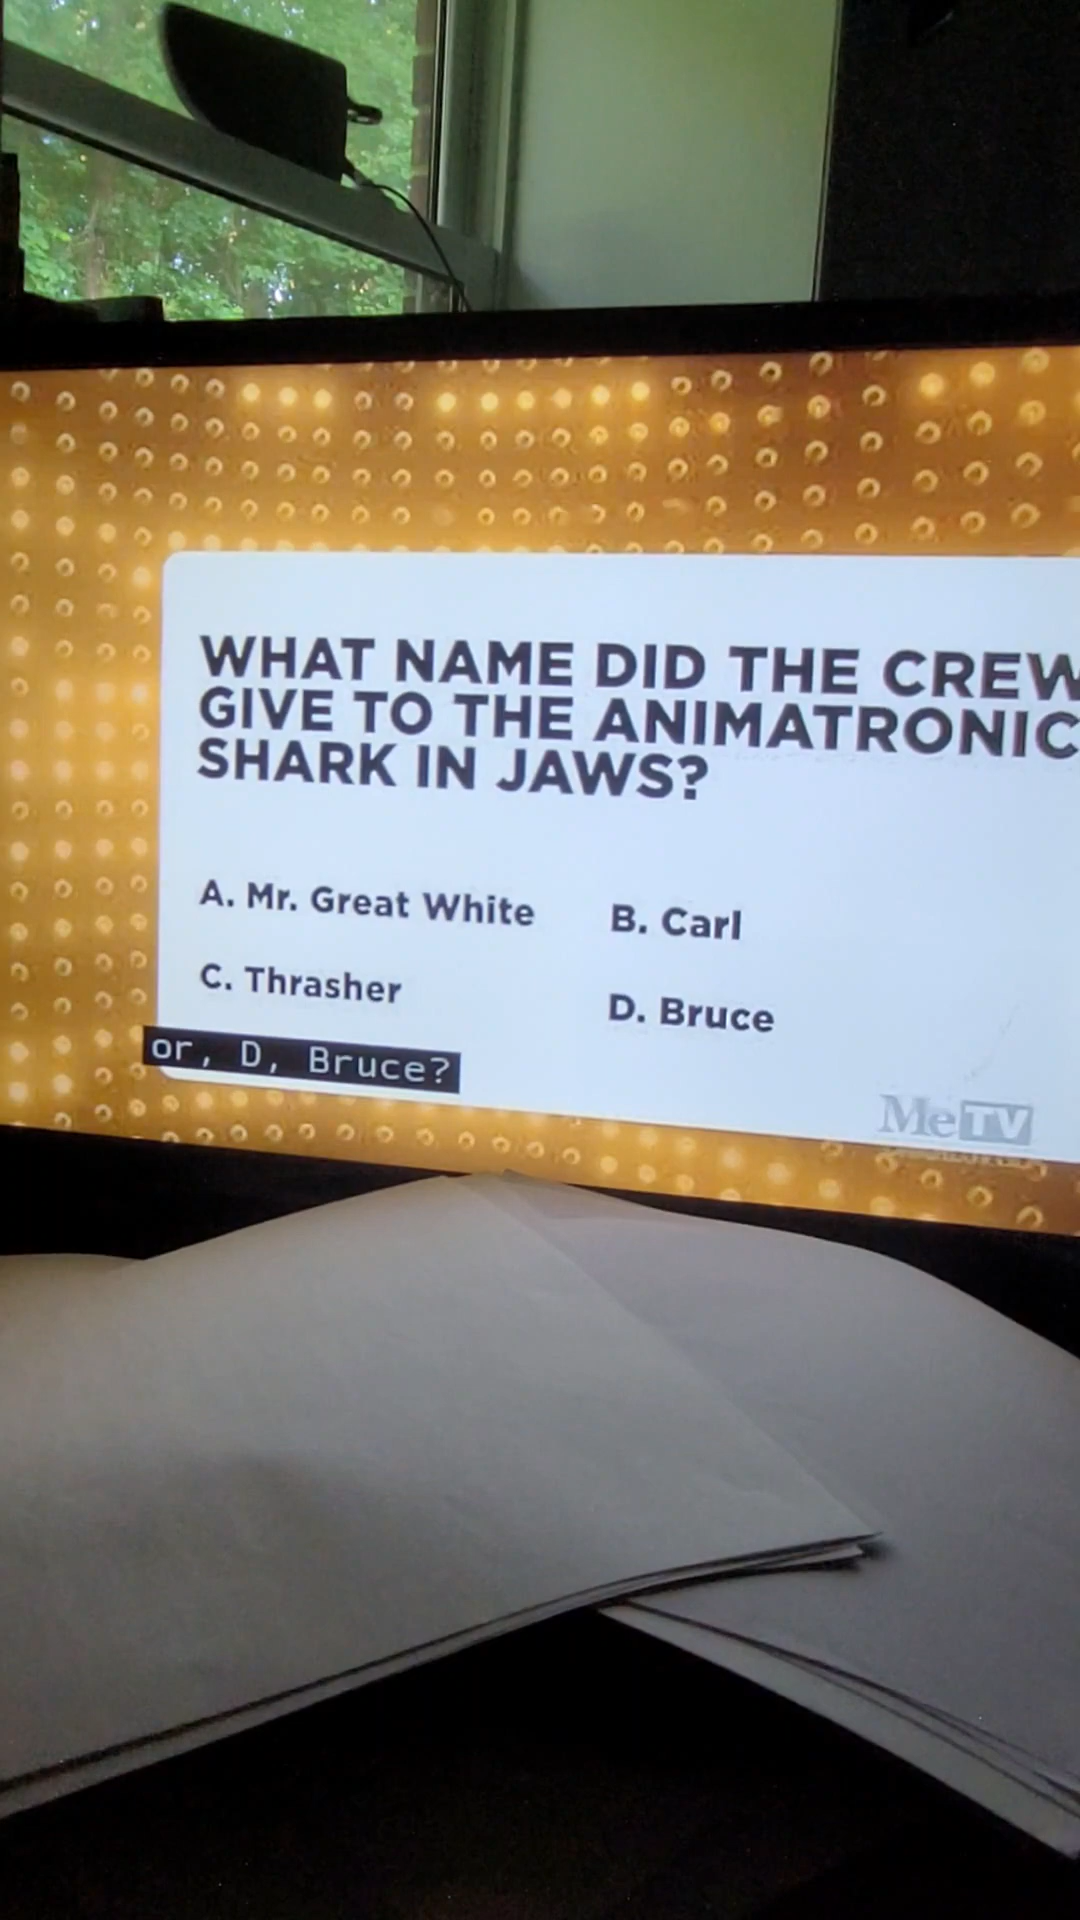 WHAT NAME DID THE CREW
GIVE TO THE ANIMATRONIC
SHARK IN JAWS?
A. Mr. Great White
B. Carl
C. Thrasher
D. Bruce
or, D, Bruce?
MeTV